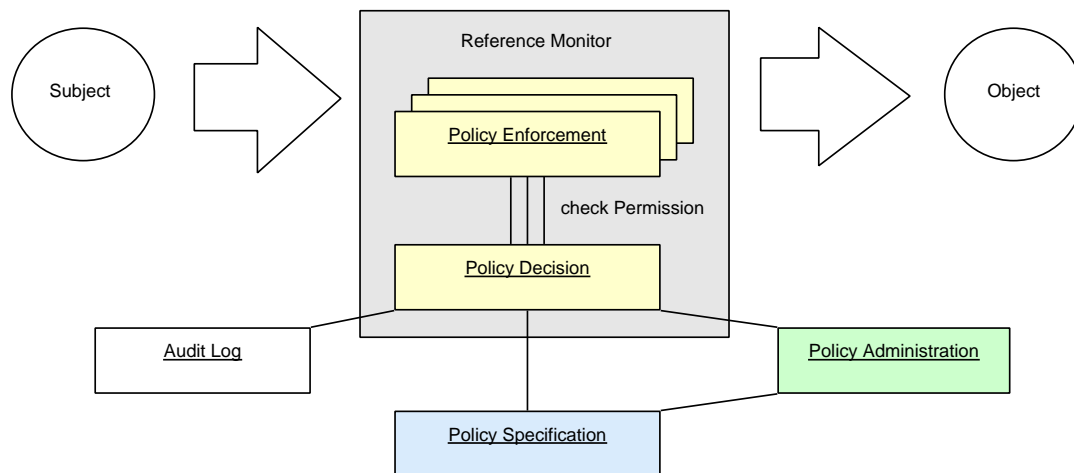 Reference Monitor
Subject
Object
Policy Enforcement
check Permission
Policy Decision
Audit Log
Policy Administration
Policy Specification